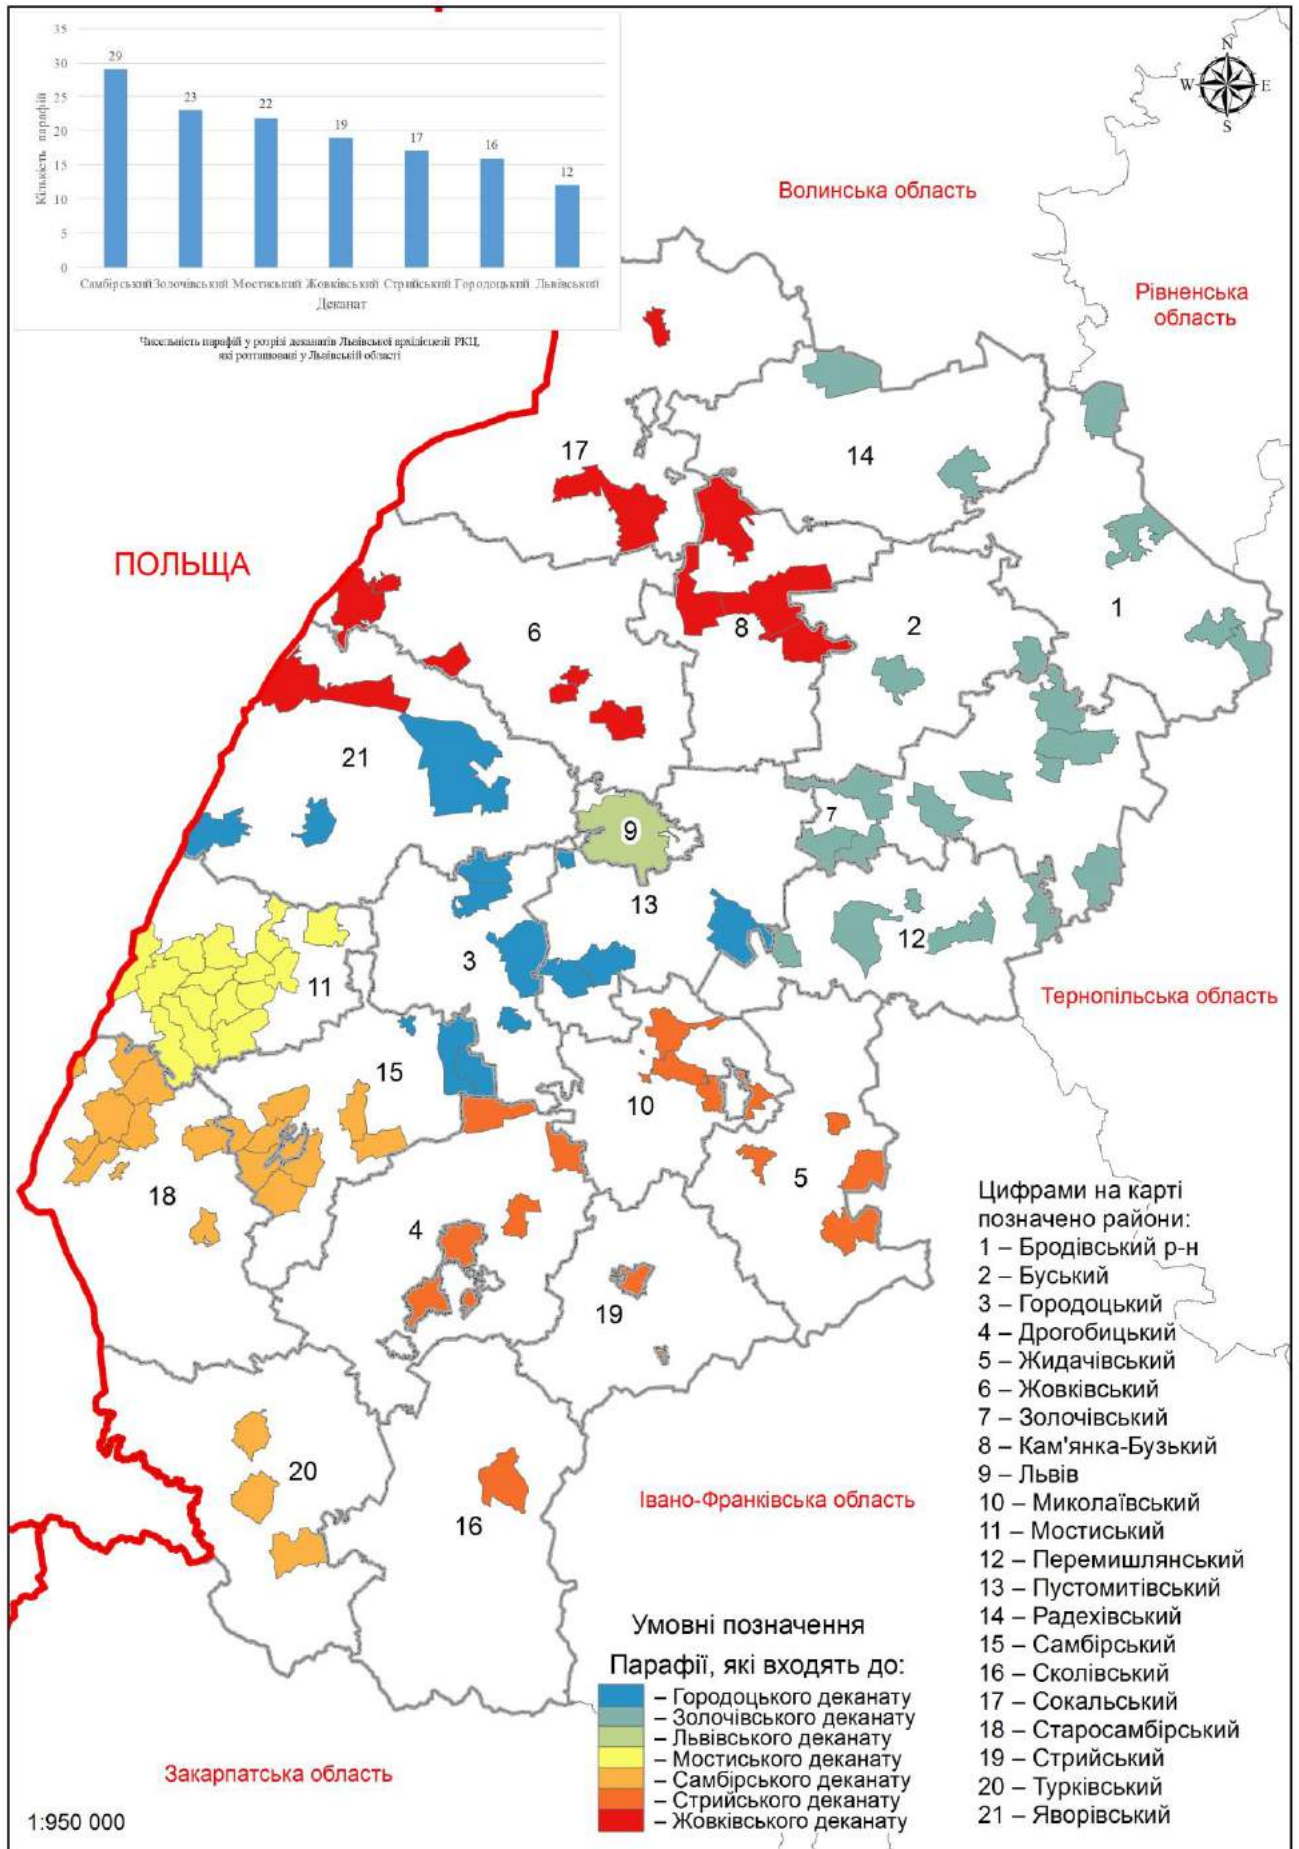 35
30
25
20
15
10
5
0
Кількість парафій
29
23
22
19
17
16
12
Самбірський Золочівський Мостиський Жовківський Стрийський Городоцький Львівський
Деканат
Чисельність парафій у розрізі деканатів Львівської архідієцезії РКЦ,
які розташовані у Львівській області
N
W
E
S
Волинська область
Рівненська
область
ПОЛЬЩА
17
14
6
8
2
1
21
9
7
13
3
12
11
Тернопільська область
15
10
18
5
4
19
20
16
Івано-Франківська область
Закарпатська область
1:950 000
Умовні позначення
Парафії, які входять до:
– Городоцького деканату
– Золочівського деканату
– Львівського деканату
– Мостиського деканату
– Самбірського деканату
– Стрийського деканату
– Жовківського деканату
Цифрами на карті
позначено райони:
1 – Бродівський р-н
2 – Буський
3 – Городоцький
4 – Дрогобицький
5 – Жидачівський
6 – Жовківський
7 – Золочівський
8 – Кам'янка-Бузький
9 – Львів
10 – Миколаївський
11 – Мостиський
12 – Перемишлянський
13 – Пустомитівський
14 – Радехівський
15 – Самбірський
16 – Сколівський
17 – Сокальський
18 – Старосамбірський
19 – Стрийський
20 – Турківський
21 – Яворівський